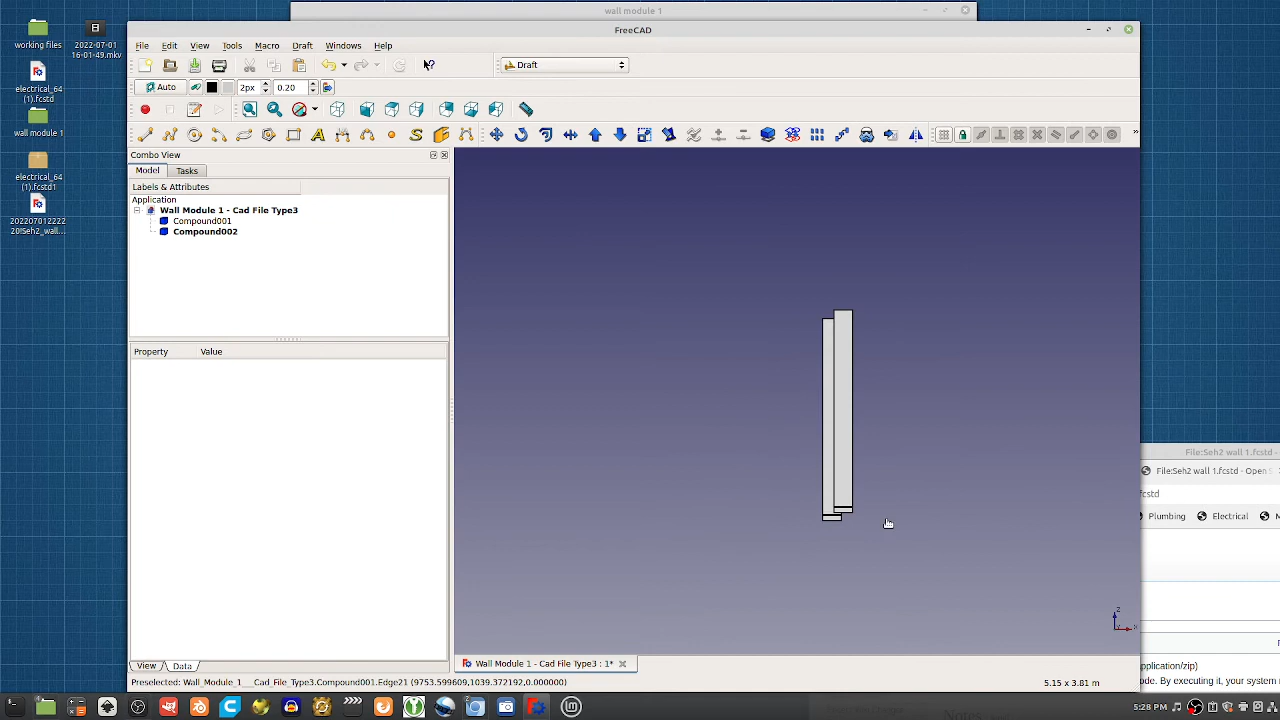 wall module 1
FreeCAD
File Edit View Tools Macro Draft Windows Help
Draft
Auto 2px 0.20
Combo View
Model Tasks
Labels & Attributes
Application
Wall Module 1 - Cad File Type3
Compound001
Compound002
Property Value
View Data
Wall Module 1 - Cad File Type3 : 1*
Preselected: Wall_Module_1___Cad_File_Type3.Compound001.Edge21 (9753.599609,1039.372192,0.000000)
5.15 x 3.81 m
z
x
working files
2022-07-01
16-01-49.mkv
electrical_64
(1).fcstd
wall module 1
electrical_64
(1).fcstd1
202207012222
20!Seh2_wall...
File:Seh2 wall 1.fcstd -
File:Seh2 wall 1.fcstd - Open S
fcstd
Plumbing Electrical
pplication/zip)
ode. By executing it, your system
5:28 PM